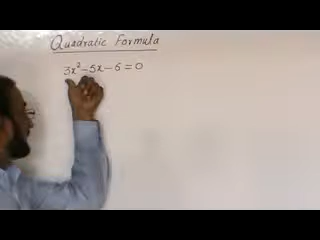 Quadratic Formula
3x² - 5x - 6 = 0